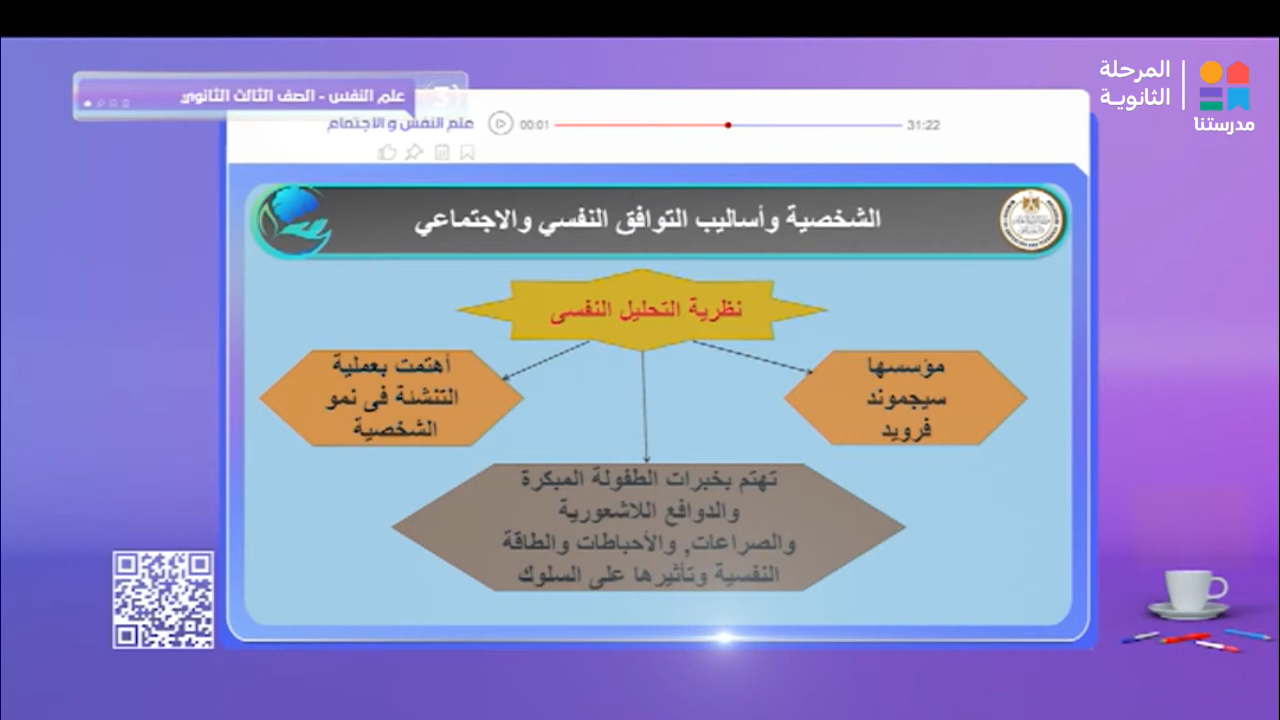 المرحلة
الثانوية
مدرستنا
علم النفس - الصف الثالث الثانوي
علم النفس والاجتماع
00:01
31:22
الشخصية وأساليب التوافق النفسي والاجتماعي
نظرية التحليل النفسى
مؤسسها
سيجموند
فرويد
أهتمت بعملية
التنشئة فى نمو
الشخصية
تهتم بخبرات الطفولة المبكرة
والدوافع اللاشعورية
والصراعات, والأحباطات والطاقة
النفسية وتأثيرها على السلوك